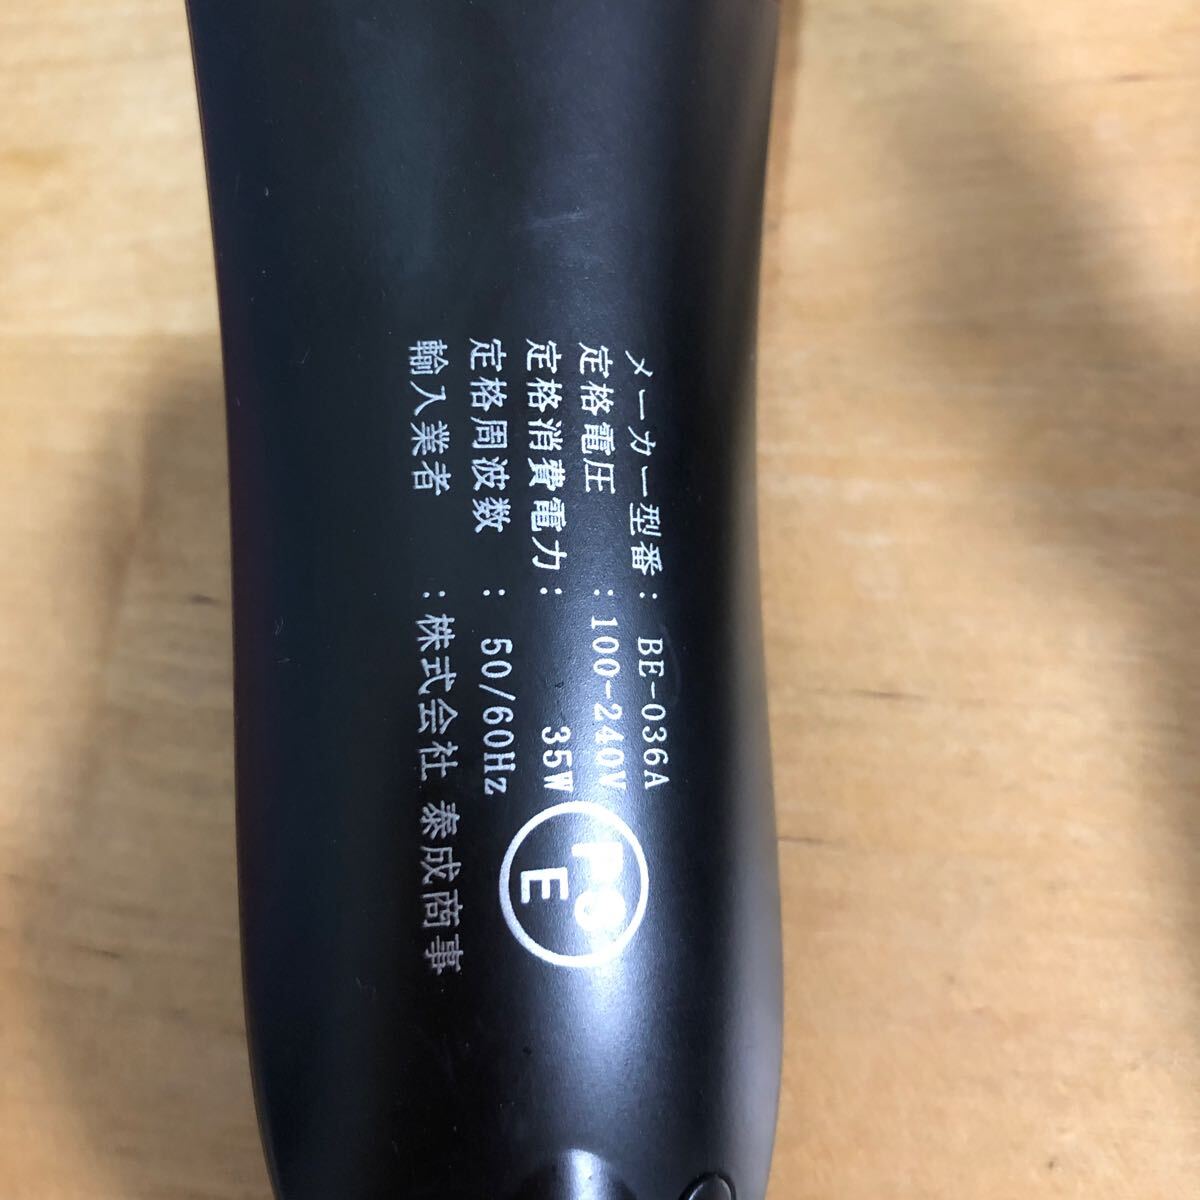 メーカー型番: BE-036A
定格電圧 : 100-240V
定格消費電力: 35W
定格周波数 : 50/60Hz
輸入業者 : 株式会社 泰成商事
PS
E